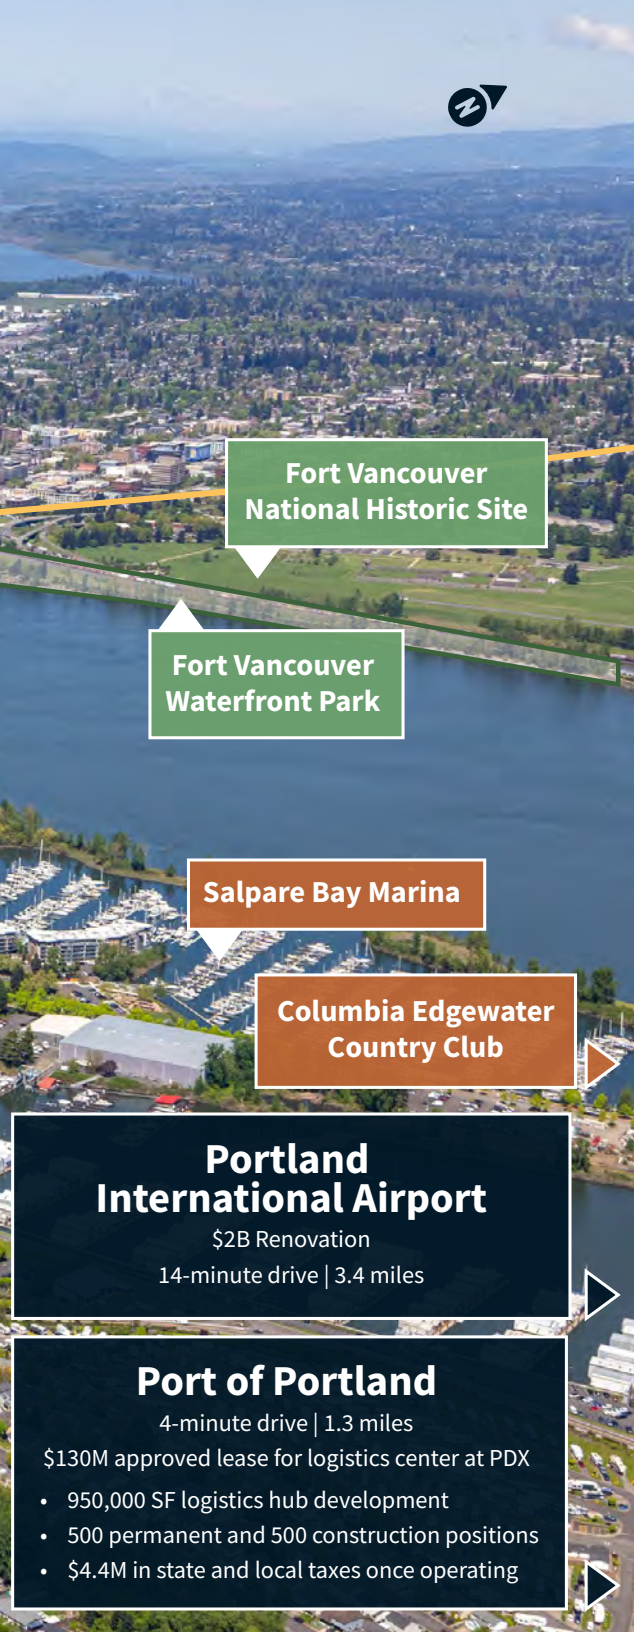 N
Fort Vancouver
National Historic Site
Fort Vancouver
Waterfront Park
Salpare Bay Marina
Columbia Edgewater
Country Club
Portland
International Airport
$2B Renovation
14-minute drive | 3.4 miles
Port of Portland
4-minute drive | 1.3 miles
$130M approved lease for logistics center at PDX
• 950,000 SF logistics hub development
• 500 permanent and 500 construction positions
• $4.4M in state and local taxes once operating